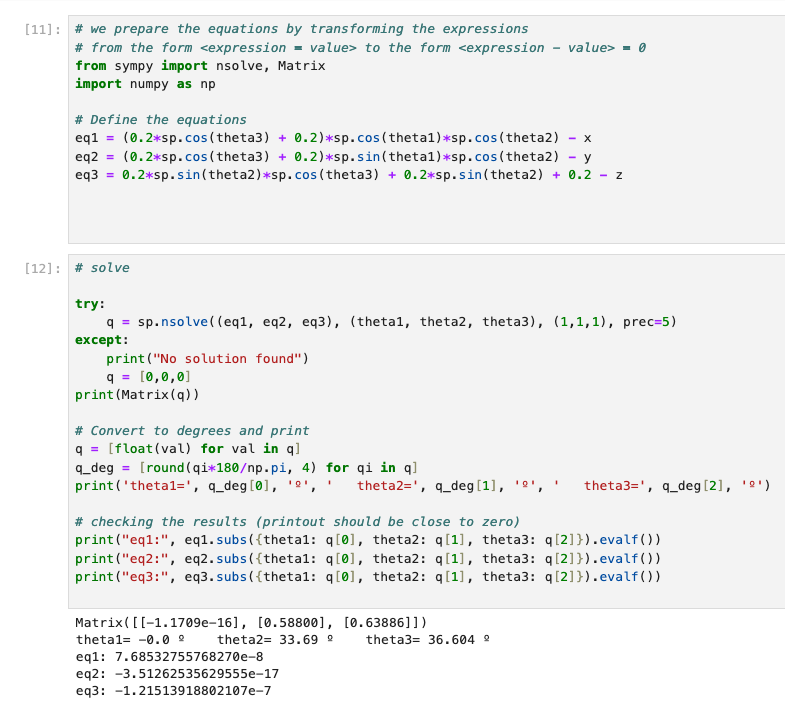 [11]: # we prepare the equations by transforming the expressions
# from the form <expression = value> to the form <expression - value> = 0
from sympy import nsolve, Matrix
import numpy as np
# Define the equations
eq1 = (0.2*sp.cos(theta3) + 0.2)*sp.cos(theta1)*sp.cos(theta2) - x
eq2 = (0.2*sp.cos(theta3) + 0.2)*sp.sin(theta1)*sp.cos(theta2) - y
eq3 = 0.2*sp.sin(theta2)*sp.cos(theta3) + 0.2*sp.sin(theta2) + 0.2 - z
[12]: # solve
try:
    q = sp.nsolve((eq1, eq2, eq3), (theta1, theta2, theta3), (1,1,1), prec=5)
except:
    print("No solution found")
    q = [0,0,0]
print(Matrix(q))
# Convert to degrees and print
q = [float(val) for val in q]
q_deg = [round(qi*180/np.pi, 4) for qi in q]
print('theta1=', q_deg[0], 'º', '   theta2=', q_deg[1], 'º', '   theta3=', q_deg[2], 'º')
# checking the results (printout should be close to zero)
print("eq1:", eq1.subs({theta1: q[0], theta2: q[1], theta3: q[2]}).evalf())
print("eq2:", eq2.subs({theta1: q[0], theta2: q[1], theta3: q[2]}).evalf())
print("eq3:", eq3.subs({theta1: q[0], theta2: q[1], theta3: q[2]}).evalf())
Matrix([[-1.1709e-16], [0.58800], [0.63886]])
theta1= -0.0 º    theta2= 33.69 º    theta3= 36.604 º
eq1: 7.68532755768270e-8
eq2: -3.51262535629555e-17
eq3: -1.21513918802107e-7